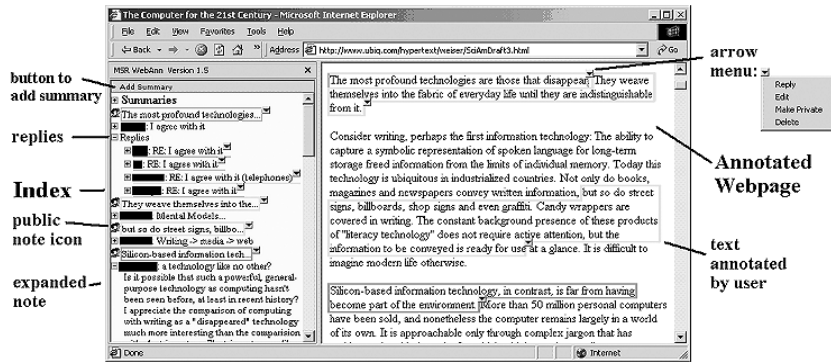 The Computer for the 21st Century - Microsoft Internet Explorer
File Edit View Favorites Tools Help
Back Address http://www.ubiq.com/hypertext/weiser/SciAmDraft3.html Go
MSR WebAnn Version 1.5 ×
Add Summary
Summaries
The most profound technologies...
: I agree with it
Replies
: RE: I agree with it
: RE: I agree with it
: RE: I agree with it (telephones)
: RE: I agree with it
They weave themselves into the...
: Mental Models...
but so do street signs, billbo...
: Writing -> media -> web
Silicon-based information tech...
: a technology like no other?
Is it possible that such a powerful, general-
purpose technology as computing hasn't
been seen before, at least in recent history?
I appreciate the comparison of computing
with writing as a "disappeared" technology
much more interesting than the comparision
The most profound technologies are those that disappear. They weave
themselves into the fabric of everyday life until they are indistinguishable
from it.
Consider writing, perhaps the first information technology: The ability to
capture a symbolic representation of spoken language for long-term
storage freed information from the limits of individual memory. Today this
technology is ubiquitous in industrialized countries. Not only do books,
magazines and newspapers convey written information, but so do street
signs, billboards, shop signs and even graffiti. Candy wrappers are
covered in writing. The constant background presence of these products
of "literacy technology" does not require active attention, but the
information to be conveyed is ready for use at a glance. It is difficult to
imagine modern life otherwise.
Silicon-based information technology, in contrast, is far from having
become part of the environment. More than 50 million personal computers
have been sold, and nonetheless the computer remains largely in a world
of its own. It is approachable only through complex jargon that has
Done Internet
button to
add summary
replies
Index
public
note icon
expanded
note
arrow
menu:
Reply
Edit
Make Private
Delete
Annotated
Webpage
text
annotated
by user